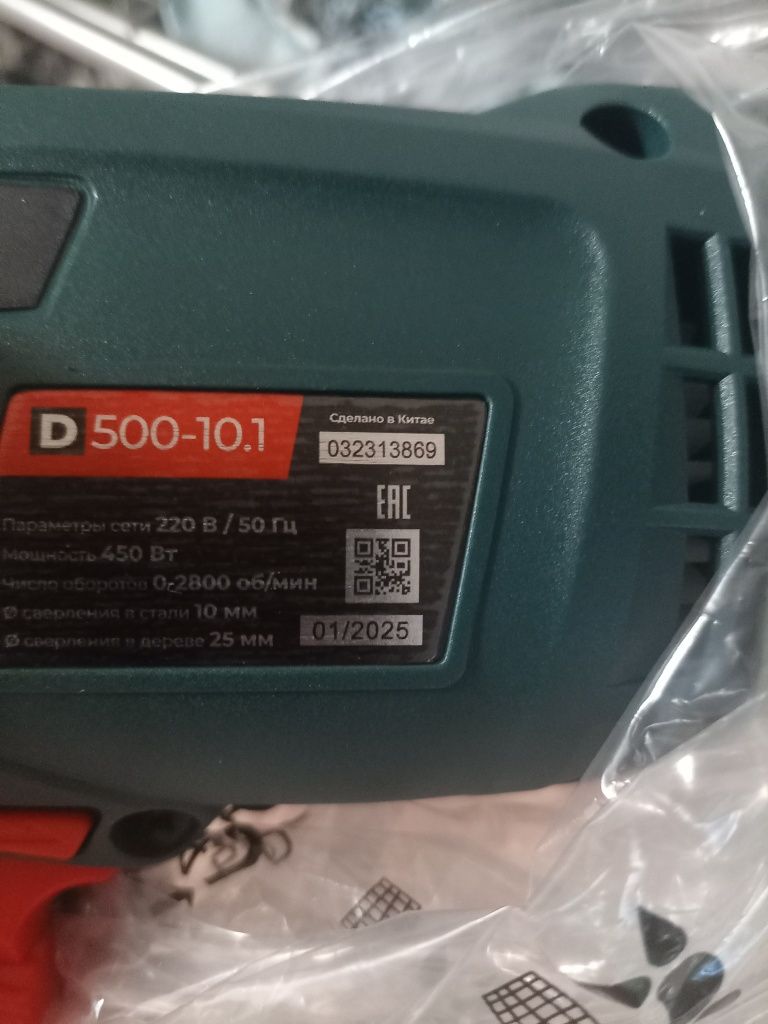 D 500-10.1
Сделано в Китае
032313869
EAC
Параметры сети 220 В / 50 Гц
Мощность 450 Вт
Число оборотов 0-2800 об/мин
Ø сверления в стали 10 мм
Ø сверления в дереве 25 мм
01/2025